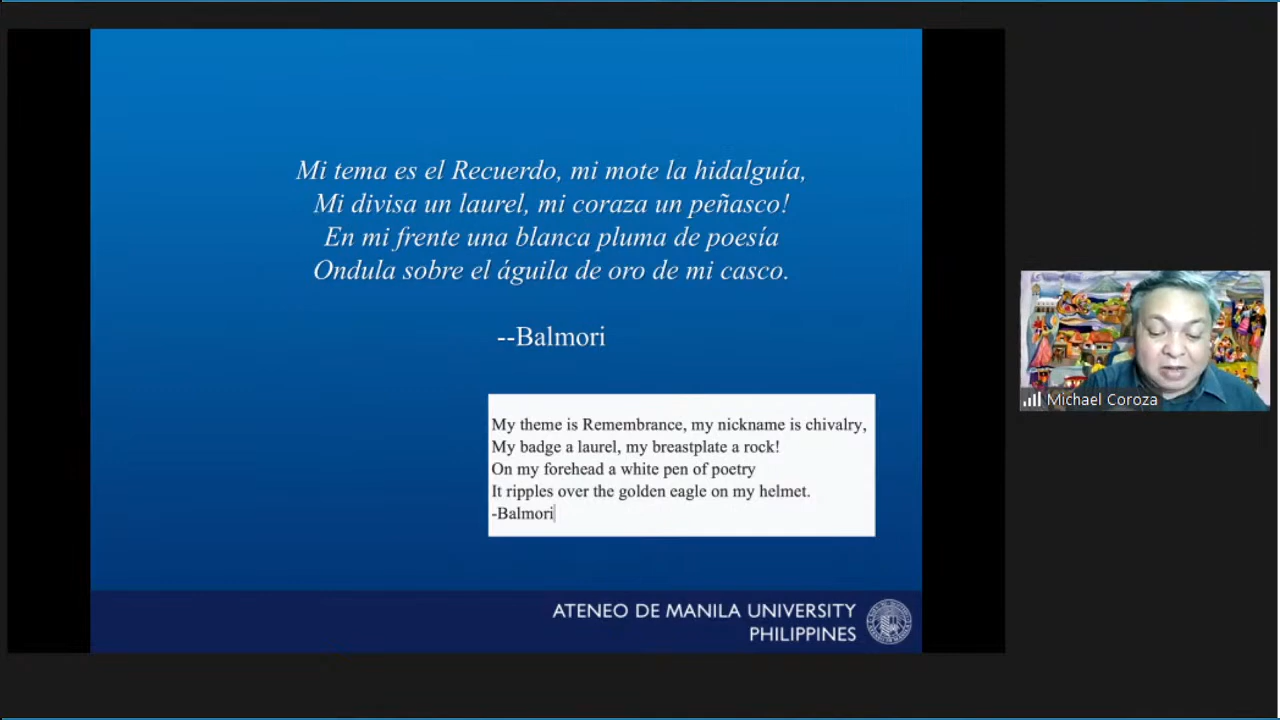 Mi tema es el Recuerdo, mi mote la hidalguía,
Mi divisa un laurel, mi coraza un peñasco!
En mi frente una blanca pluma de poesía
Ondula sobre el águila de oro de mi casco.
--Balmori
My theme is Remembrance, my nickname is chivalry,
My badge a laurel, my breastplate a rock!
On my forehead a white pen of poetry
It ripples over the golden eagle on my helmet.
-Balmori
ATENEO DE MANILA UNIVERSITY
PHILIPPINES
Michael Coroza